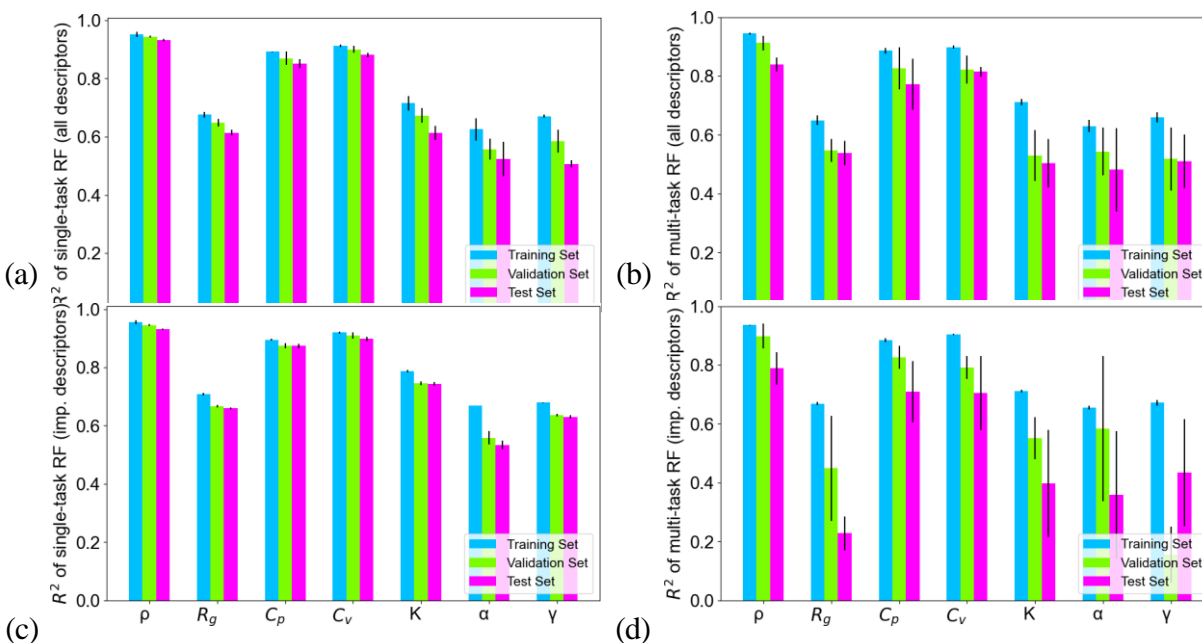 R² of single-task RF (all descriptors)
1.0
0.8
0.6
0.4
0.2
Training Set
Validation Set
Test Set
(a)
R² of multi-task RF (all descriptors)
1.0
0.8
0.6
0.4
0.2
Training Set
Validation Set
Test Set
(b)
R² of single-task RF (imp. descriptors)
1.0
0.8
0.6
0.4
0.2
0.0
Training Set
Validation Set
Test Set
ρ R_g C_p C_v K α γ
(c)
R² of multi-task RF (imp. descriptors)
1.0
0.8
0.6
0.4
0.2
0.0
Training Set
Validation Set
Test Set
ρ R_g C_p C_v K α γ
(d)